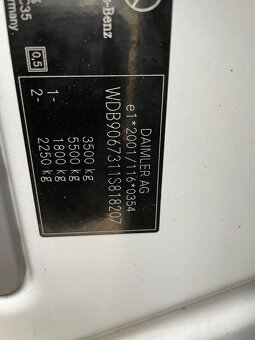 DAIMLER AG
e1*2001/116*0354
WDB9067311S818207
3500 kg
5500 kg
1- 1800 kg
2- 2250 kg
-Benz
0.5
ermany.